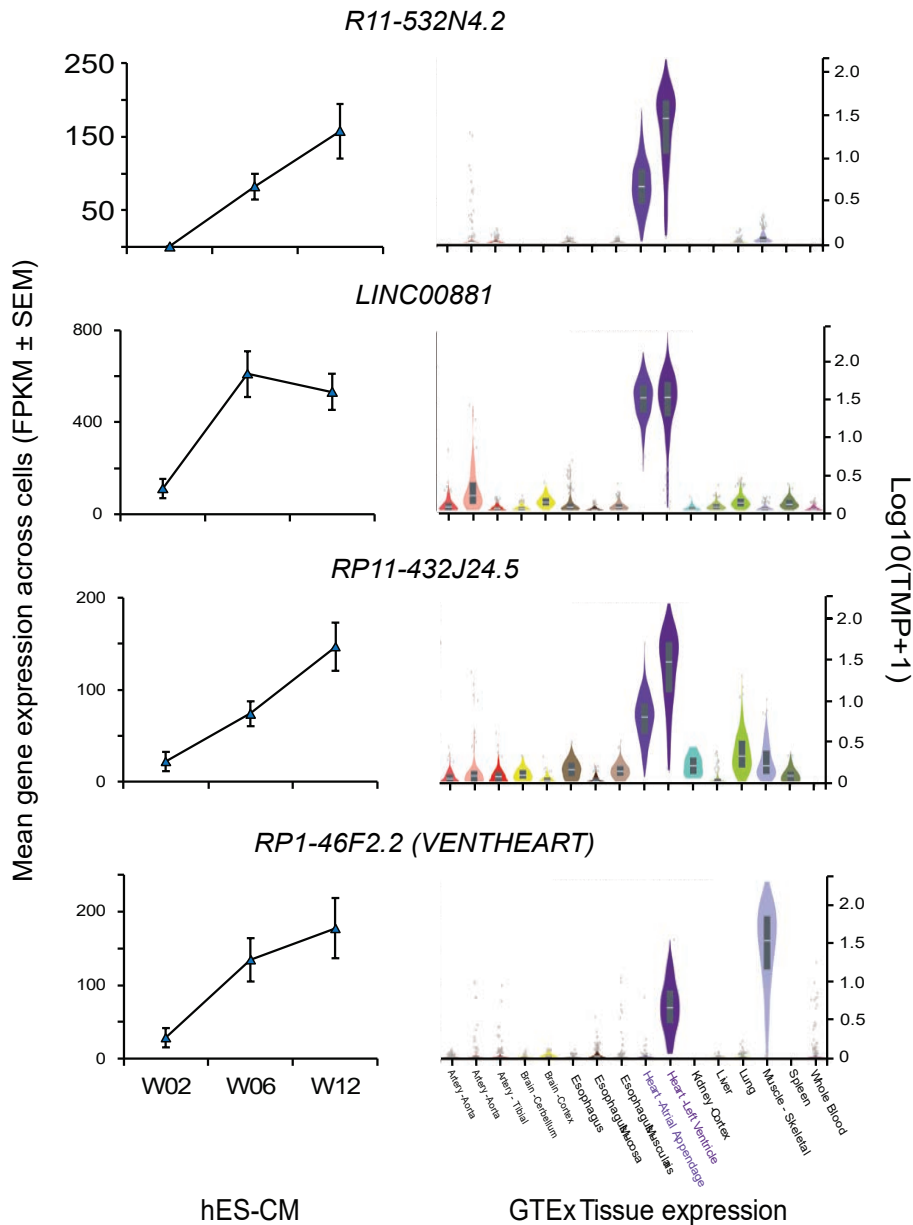 R11-532N4.2
250
150
100
50
2.0
1.5
1.0
0.5
0
LINC00881
800
400
0
2.0
1.5
1.0
0.5
0
RP11-432J24.5
200
100
0
2.0
1.5
1.0
0.5
0
RP1-46F2.2 (VENTHEART)
200
100
0
2.0
1.5
1.0
0.5
0
Mean gene expression across cells (FPKM ± SEM)
Log10(TMP+1)
W02 W06 W12
Artery-Aorta
Artery-Aorta
Artery - Tibial
Brain -Cerbellum
Brain -Cortex
Esophagus
Esophagus Mucosa
Esophagus Musculais
Heart -Atrial Appendage
Heart -Left Ventricle
Kidney -Cortex
Liver
Lung
Muscle - Skeletal
Spleen
Whole Blood
hES-CM
GTEx Tissue expression